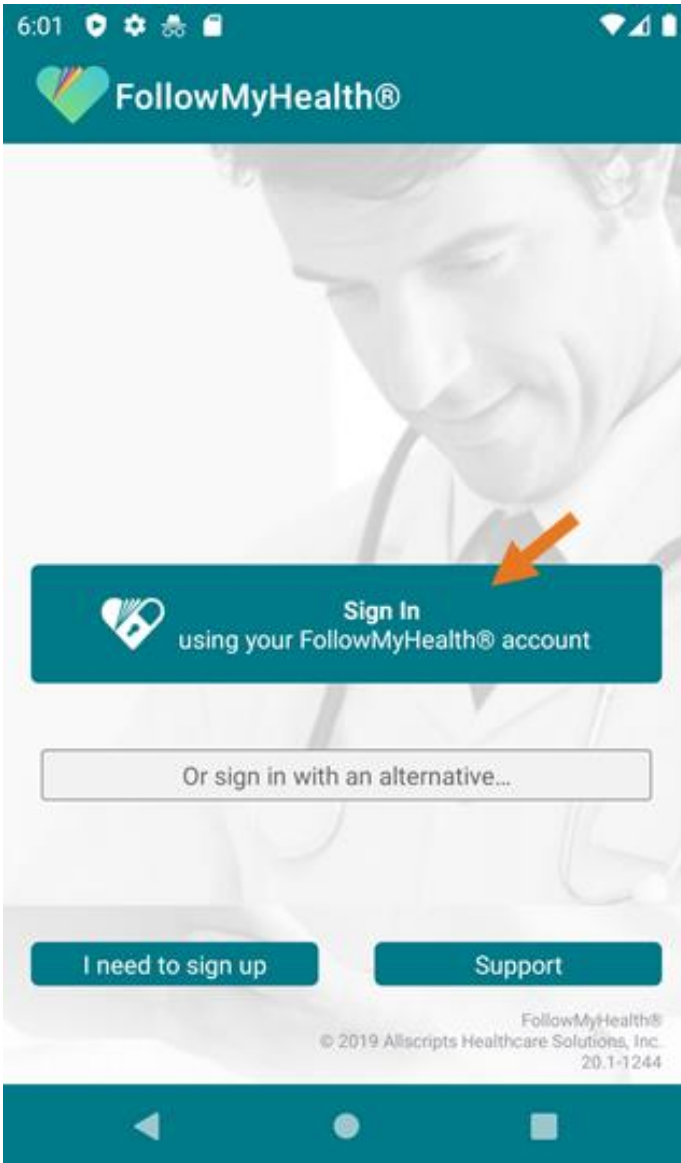 6:01
FollowMyHealth®
Sign In
using your FollowMyHealth® account
Or sign in with an alternative...
I need to sign up
Support
FollowMyHealth®
© 2019 Allscripts Healthcare Solutions, Inc.
20.1-1244